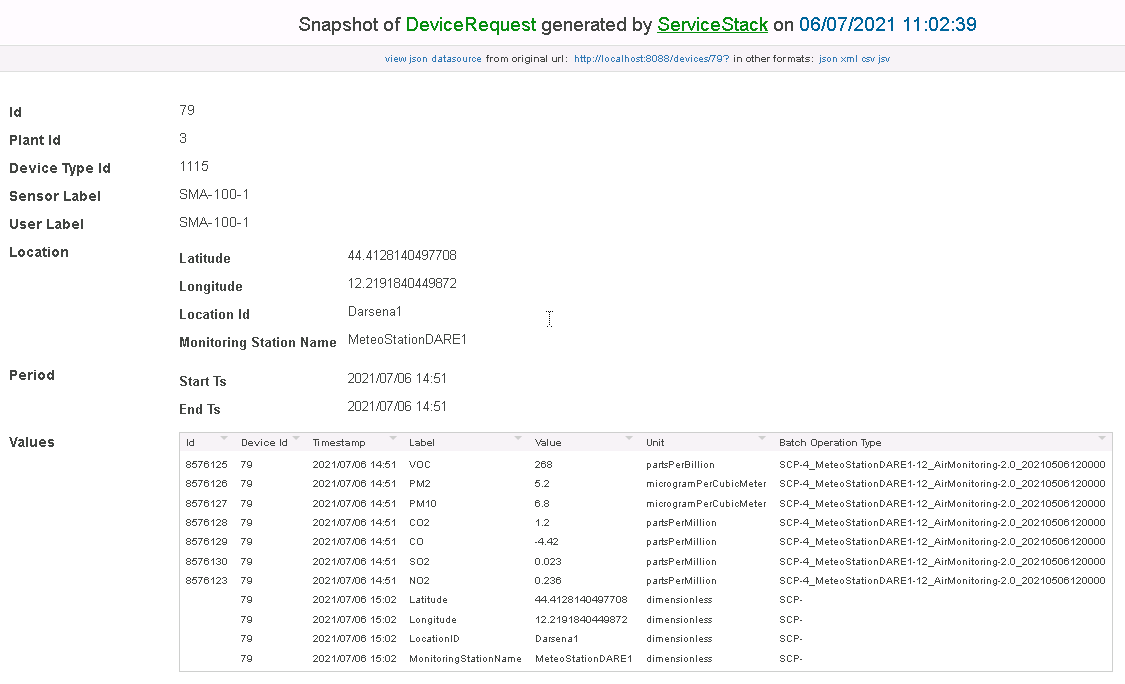 Snapshot of DeviceRequest generated by ServiceStack on 06/07/2021 11:02:39
view json datasource from original url: http://localhost:8088/devices/79? in other formats: json xml csv jsv
Id 79
Plant Id 3
Device Type Id 1115
Sensor Label SMA-100-1
User Label SMA-100-1
Location
Latitude 44.4128140497708
Longitude 12.2191840449872
Location Id Darsena1
Monitoring Station Name MeteoStationDARE1
Period
Start Ts 2021/07/06 14:51
End Ts 2021/07/06 14:51
Values
Id Device Id Timestamp Label Value Unit Batch Operation Type
8576125 79 2021/07/06 14:51 VOC 268 partsPerBillion SCP-4_MeteoStationDARE1-12_AirMonitoring-2.0_20210506120000
8576126 79 2021/07/06 14:51 PM2 5.2 microgramPerCubicMeter SCP-4_MeteoStationDARE1-12_AirMonitoring-2.0_20210506120000
8576127 79 2021/07/06 14:51 PM10 6.8 microgramPerCubicMeter SCP-4_MeteoStationDARE1-12_AirMonitoring-2.0_20210506120000
8576128 79 2021/07/06 14:51 CO2 1.2 partsPerMillion SCP-4_MeteoStationDARE1-12_AirMonitoring-2.0_20210506120000
8576129 79 2021/07/06 14:51 CO -4.42 partsPerMillion SCP-4_MeteoStationDARE1-12_AirMonitoring-2.0_20210506120000
8576130 79 2021/07/06 14:51 SO2 0.023 partsPerMillion SCP-4_MeteoStationDARE1-12_AirMonitoring-2.0_20210506120000
8576123 79 2021/07/06 14:51 NO2 0.236 partsPerMillion SCP-4_MeteoStationDARE1-12_AirMonitoring-2.0_20210506120000
79 2021/07/06 15:02 Latitude 44.4128140497708 dimensionless SCP-
79 2021/07/06 15:02 Longitude 12.2191840449872 dimensionless SCP-
79 2021/07/06 15:02 LocationID Darsena1 dimensionless SCP-
79 2021/07/06 15:02 MonitoringStationName MeteoStationDARE1 dimensionless SCP-